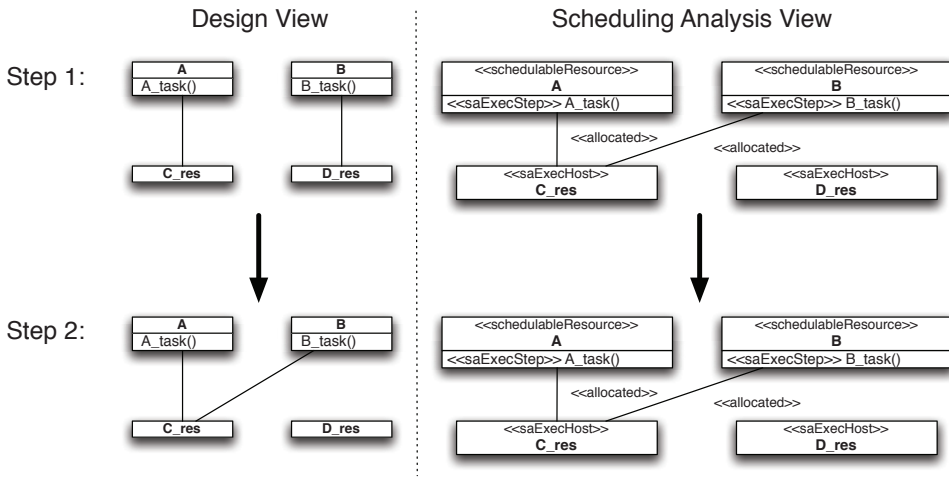 Design View
Scheduling Analysis View
Step 1:
A
A_task()
B
B_task()
C_res
D_res
<<schedulableResource>>
A
<<saExecStep>> A_task()
<<schedulableResource>>
B
<<saExecStep>> B_task()
<<allocated>>
<<allocated>>
<<saExecHost>>
C_res
<<saExecHost>>
D_res
Step 2:
A
A_task()
B
B_task()
C_res
D_res
<<schedulableResource>>
A
<<saExecStep>> A_task()
<<schedulableResource>>
B
<<saExecStep>> B_task()
<<allocated>>
<<allocated>>
<<saExecHost>>
C_res
<<saExecHost>>
D_res